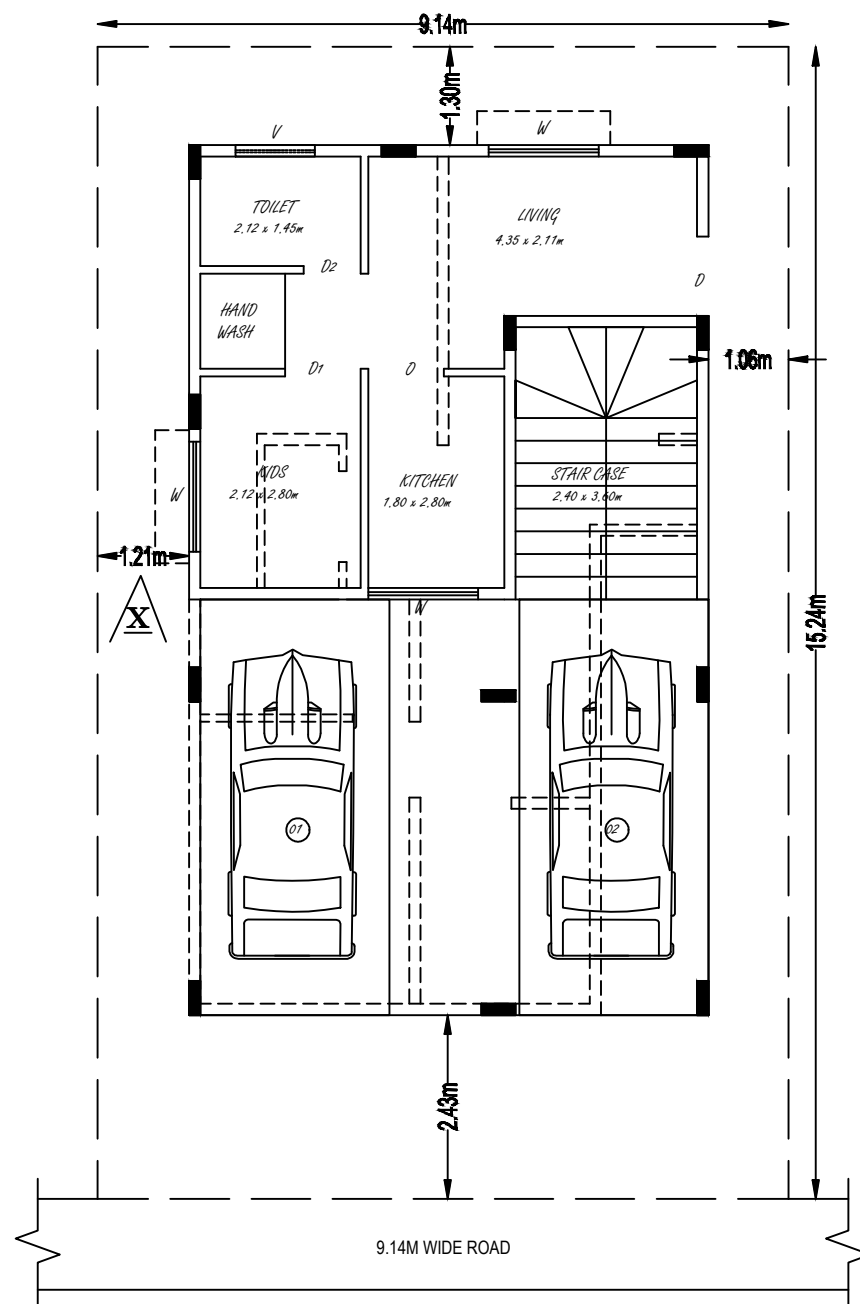 9.14m
1.30m
V
W
TOILET
2.12 x 1.45m
LIVING
4.35 x 2.11m
D2
D
HAND
WASH
1.06m
D1
O
KIDS
2.12 x 2.80m
KITCHEN
1.80 x 2.80m
STAIR CASE
2.40 x 3.60m
W
1.21m
X
W
15.24m
01
02
2.43m
9.14M WIDE ROAD